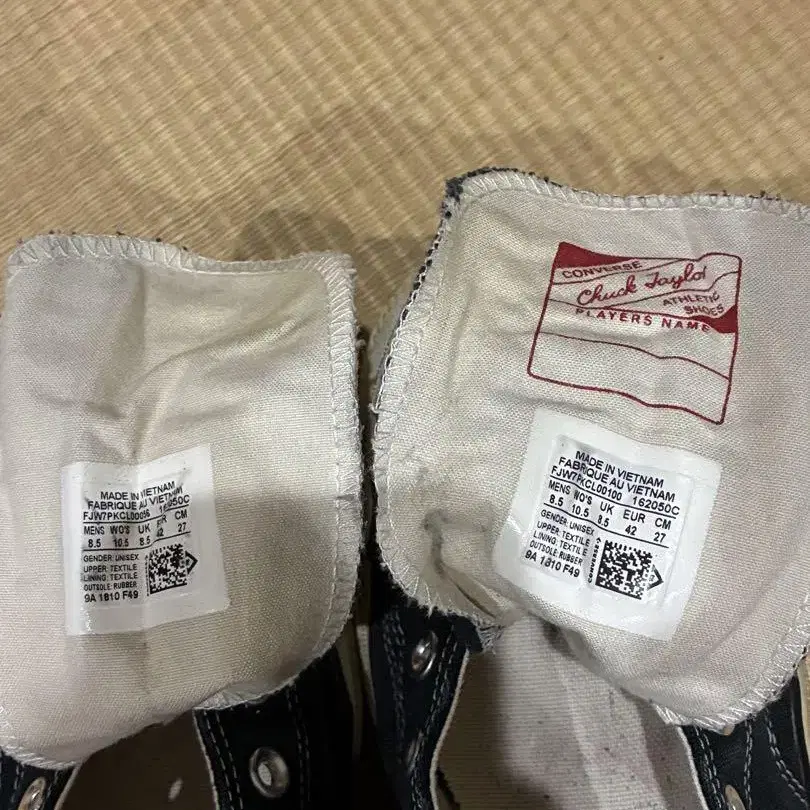 MADE IN VIETNAM
FABRIQUE AU VIETNAM
162050C
MENS WO'S UK EUR CM
8.5 10.5 8.5 42 27
GENDER: UNISEX
UPPER: TEXTILE
LINING: TEXTILE
OUTSOLE: RUBBER
9A 1810 F49
CONVERSE
Chuck Taylor
ATHLETIC
SHOES
PLAYERS NAME
MADE IN VIETNAM
FABRIQUE AU VIETNAM
FJW7PKCL00100 162050C
MENS WO'S UK EUR CM
8.5 10.5 8.5 42 27
GENDER: UNISEX
UPPER: TEXTILE
LINING: TEXTILE
OUTSOLE: RUBBER
9A 1810 F49
CONVERSE